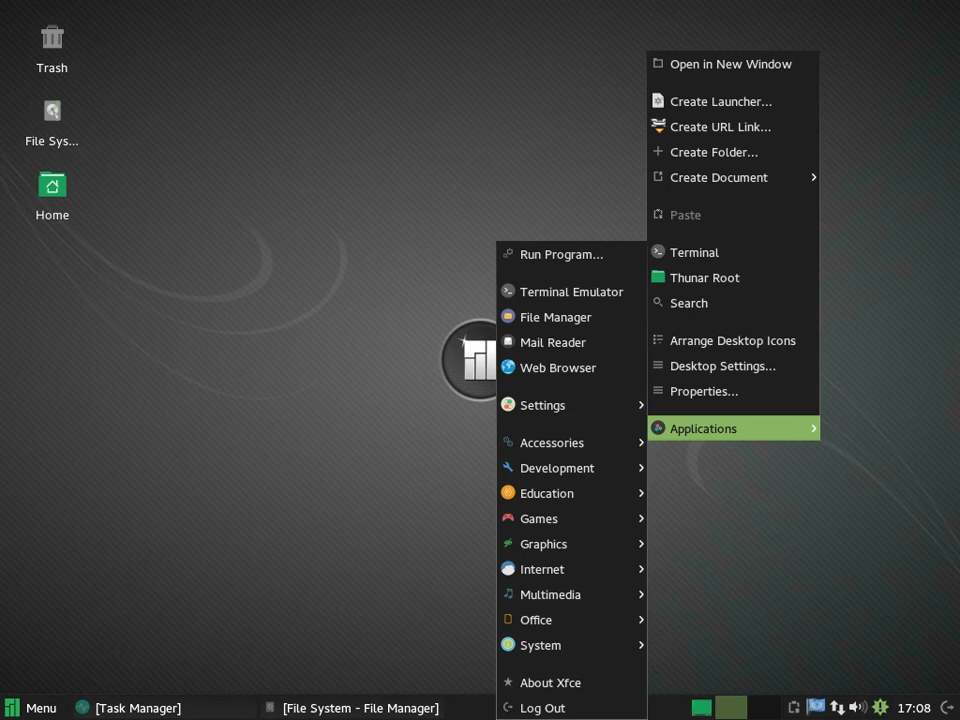 Trash
File Sys...
Home
Open in New Window
Create Launcher...
Create URL Link...
Create Folder...
Create Document
Paste
Terminal
Thunar Root
Search
Arrange Desktop Icons
Desktop Settings...
Properties...
Applications
Run Program...
Terminal Emulator
File Manager
Mail Reader
Web Browser
Settings
Accessories
Development
Education
Games
Graphics
Internet
Multimedia
Office
System
About Xfce
Log Out
Menu
[Task Manager]
[File System - File Manager]
17:08